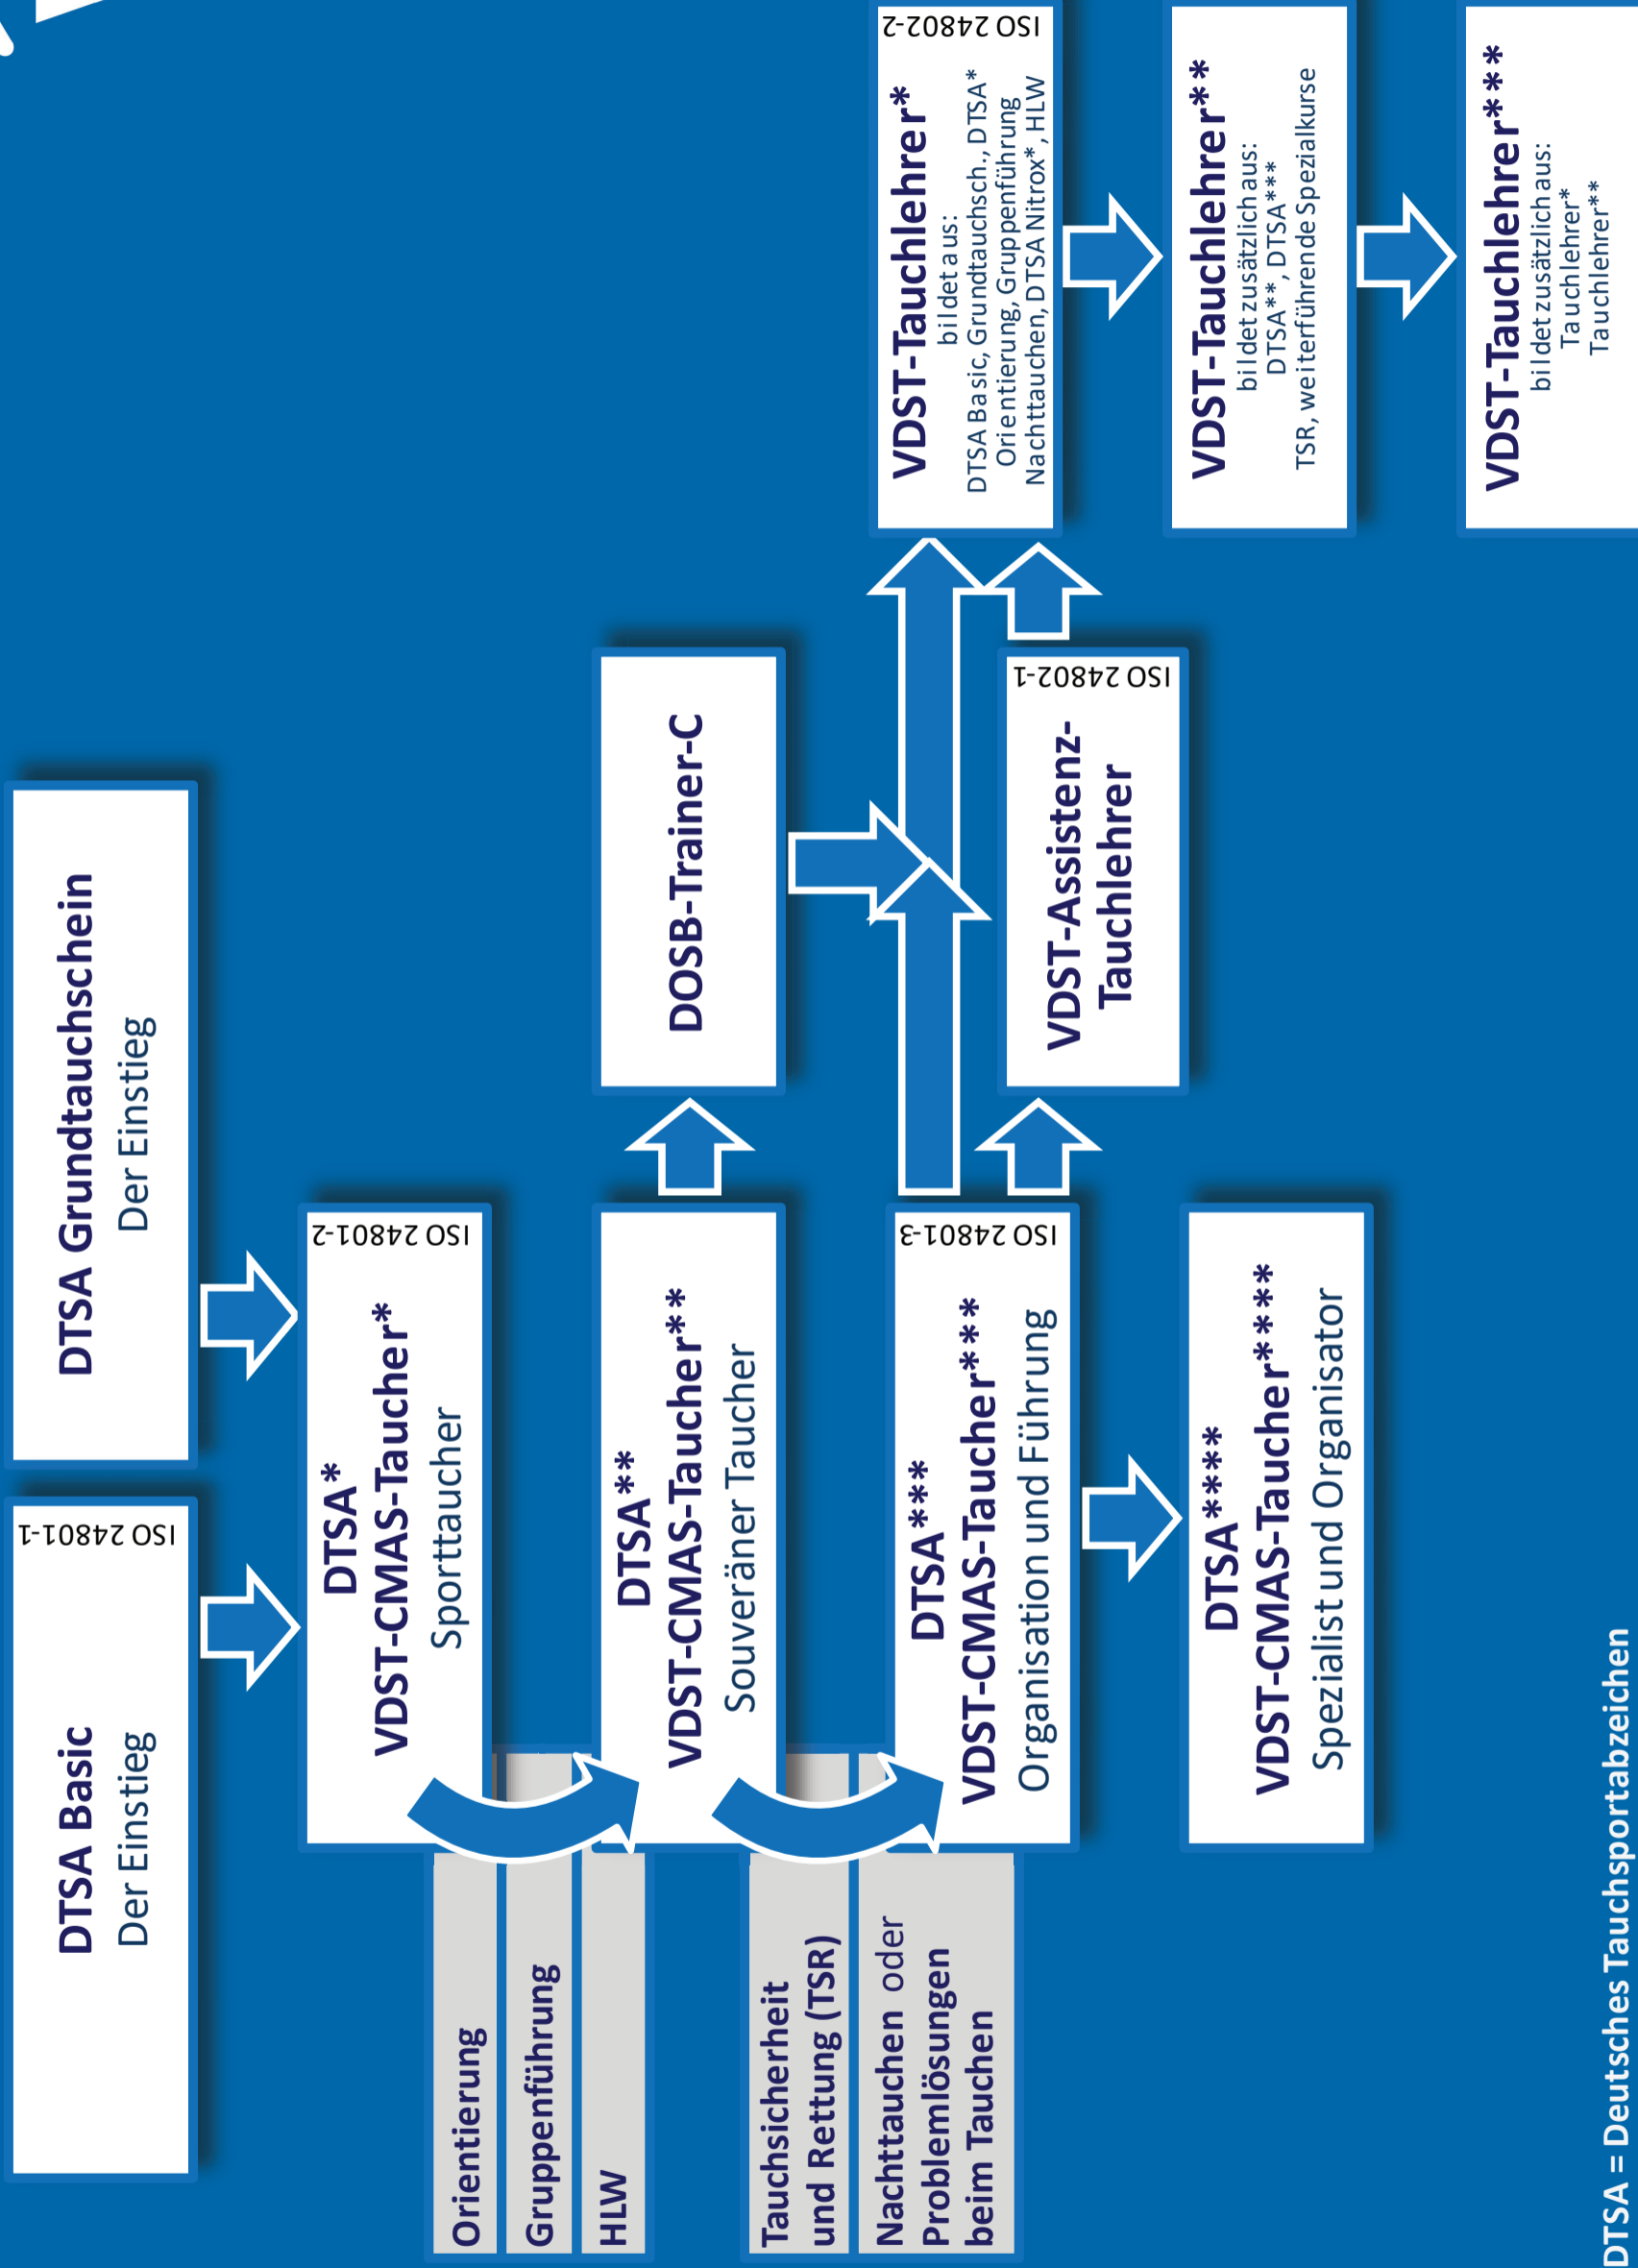 DTSA Basic
Der Einstieg
ISO 24801-1
DTSA Grundtauchschein
Der Einstieg
DTSA*
VDST-CMAS-Taucher*
Sporttaucher
ISO 24801-2
Orientierung
Gruppenführung
HLW
DTSA**
VDST-CMAS-Taucher**
Souveräner Taucher
DOSB-Trainer-C
Tauchsicherheit
und Rettung (TSR)
Nachttauchen oder
Problemlösungen
beim Tauchen
DTSA***
VDST-CMAS-Taucher***
Organisation und Führung
ISO 24801-3
VDST-Assistenz-
Tauchlehrer
ISO 24802-1
VDST-Tauchlehrer*
bildet aus:
DTSA Basic, Grundtauchsch., DTSA*
Orientierung, Gruppenführung
Nachttauchen, DTSA Nitrox*, HLW
ISO 24802-2
DTSA****
VDST-CMAS-Taucher****
Spezialist und Organisator
VDST-Tauchlehrer**
bildet zusätzlich aus:
DTSA**, DTSA***
TSR, weiterführende Spezialkurse
VDST-Tauchlehrer***
bildet zusätzlich aus:
Tauchlehrer*
Tauchlehrer**
DTSA = Deutsches Tauchsportabzeichen